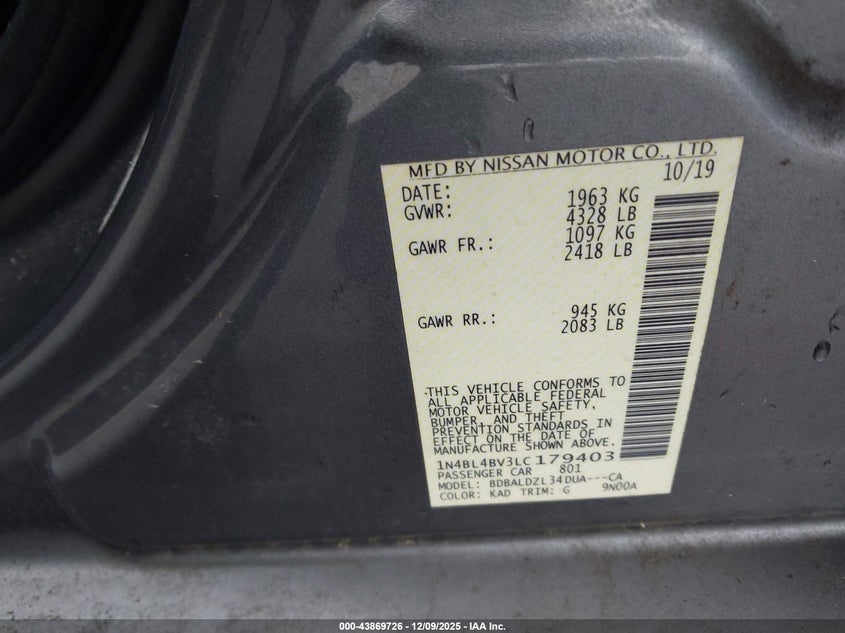 MFD BY NISSAN MOTOR CO., LTD.
DATE: 10/19
GVWR: 1963 KG
4328 LB
GAWR FR.: 1097 KG
2418 LB
GAWR RR.: 945 KG
2083 LB
THIS VEHICLE CONFORMS TO
ALL APPLICABLE FEDERAL
MOTOR VEHICLE SAFETY,
BUMPER, AND THEFT
PREVENTION STANDARDS IN
EFFECT ON THE DATE OF
MANUFACTURE SHOWN ABOVE.
1N4BL4BV3LC179403
PASSENGER CAR 801
MODEL: BDBALDZL34DUA---CA
COLOR: KAD TRIM: G 9N00A
000-43869726 - 12/09/2025 - IAA Inc.